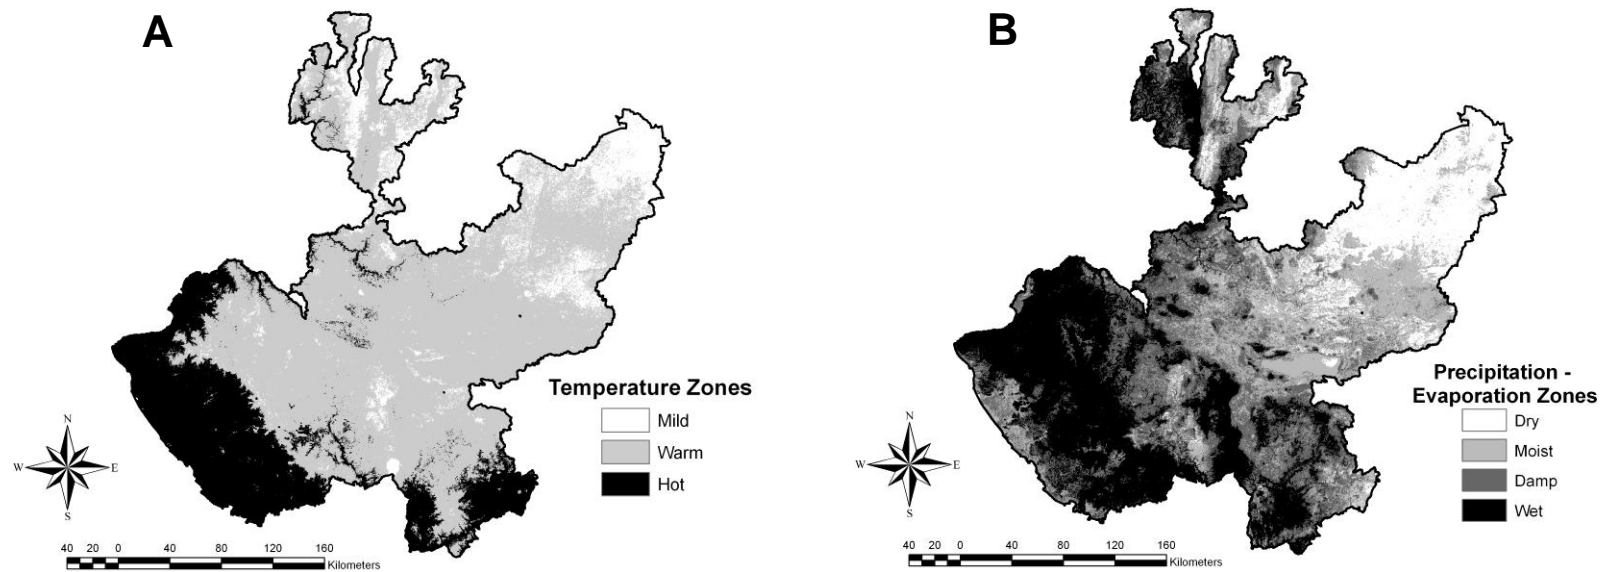 A
Temperature Zones
Mild
Warm
Hot
N
W E
S
40 20 0 40 80 120 160
Kilometers
B
Precipitation -
Evaporation Zones
Dry
Moist
Damp
Wet
N
W E
S
40 20 0 40 80 120 160
Kilometers